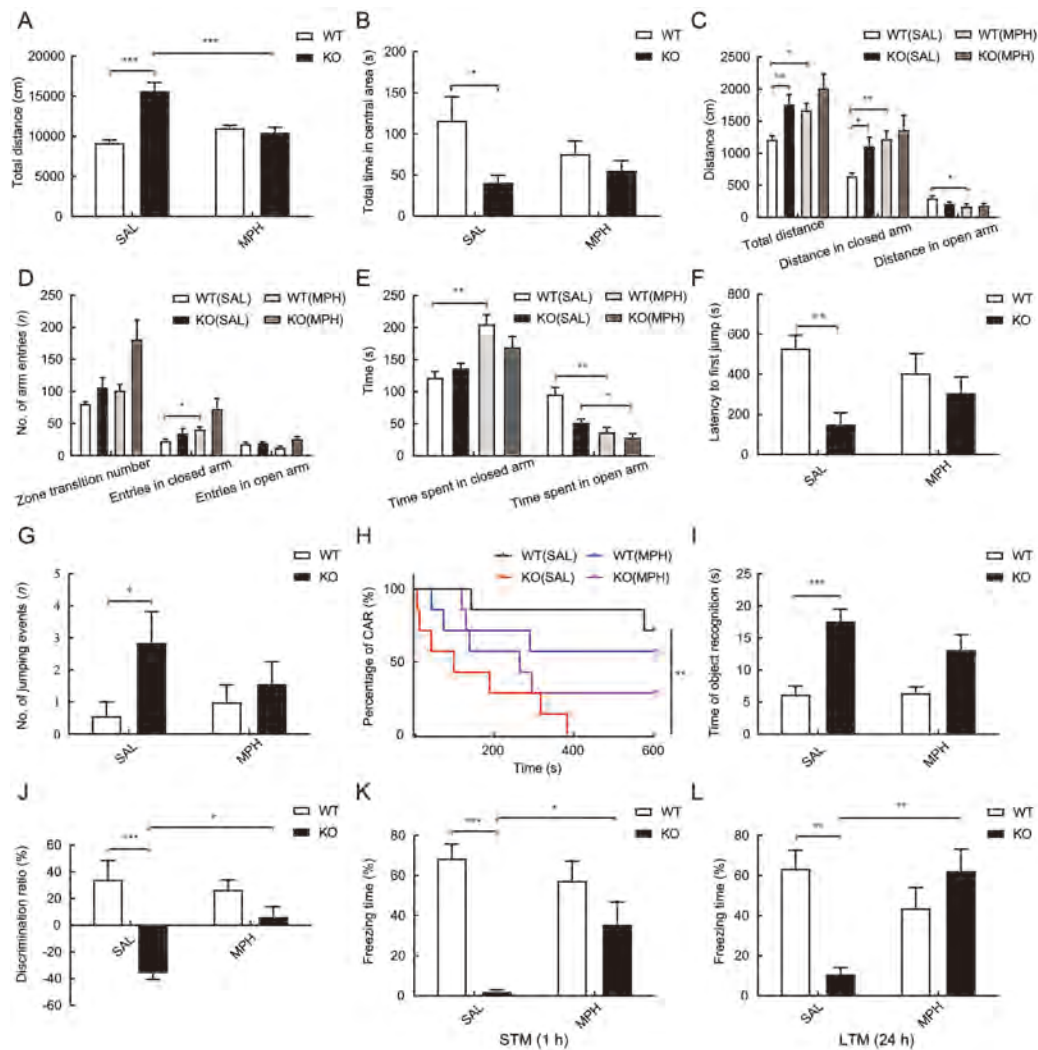 A
WT
KO
Total distance (cm)
20000
15000
10000
5000
0
***
***
SAL
MPH
B
WT
KO
Total time in central area (s)
200
150
100
50
0
*
SAL
MPH
C
WT(SAL)
WT(MPH)
KO(SAL)
KO(MPH)
Distance (cm)
2500
2000
1500
1000
500
0
**
*
*
Total distance
Distance in closed arm
Distance in open arm
D
WT(SAL)
WT(MPH)
KO(SAL)
KO(MPH)
No. of arm entries (n)
250
200
150
100
50
0
*
Zone transition number
Entries in closed arm
Entries in open arm
E
WT(SAL)
WT(MPH)
KO(SAL)
KO(MPH)
Time (s)
300
250
200
150
100
50
0
**
**
Time spent in closed arm
Time spent in open arm
F
WT
KO
Latency to first jump (s)
800
600
400
200
0
SAL
MPH
G
WT
KO
No. of jumping events (n)
5
4
3
2
1
0
SAL
MPH
H
WT(SAL)
WT(MPH)
KO(SAL)
KO(MPH)
Percentage of CAR (%)
100
50
0
200
400
600
**
Time (s)
I
WT
KO
Time of object recognition (s)
25
20
15
10
5
0
***
SAL
MPH
J
WT
KO
Discrimination ratio (%)
60
40
20
0
-20
-40
-60
***
*
SAL
MPH
K
WT
KO
Freezing time (%)
80
60
40
20
0
***
*
SAL
MPH
STM (1 h)
L
WT
KO
Freezing time (%)
80
60
40
20
0
**
**
SAL
MPH
LTM (24 h)